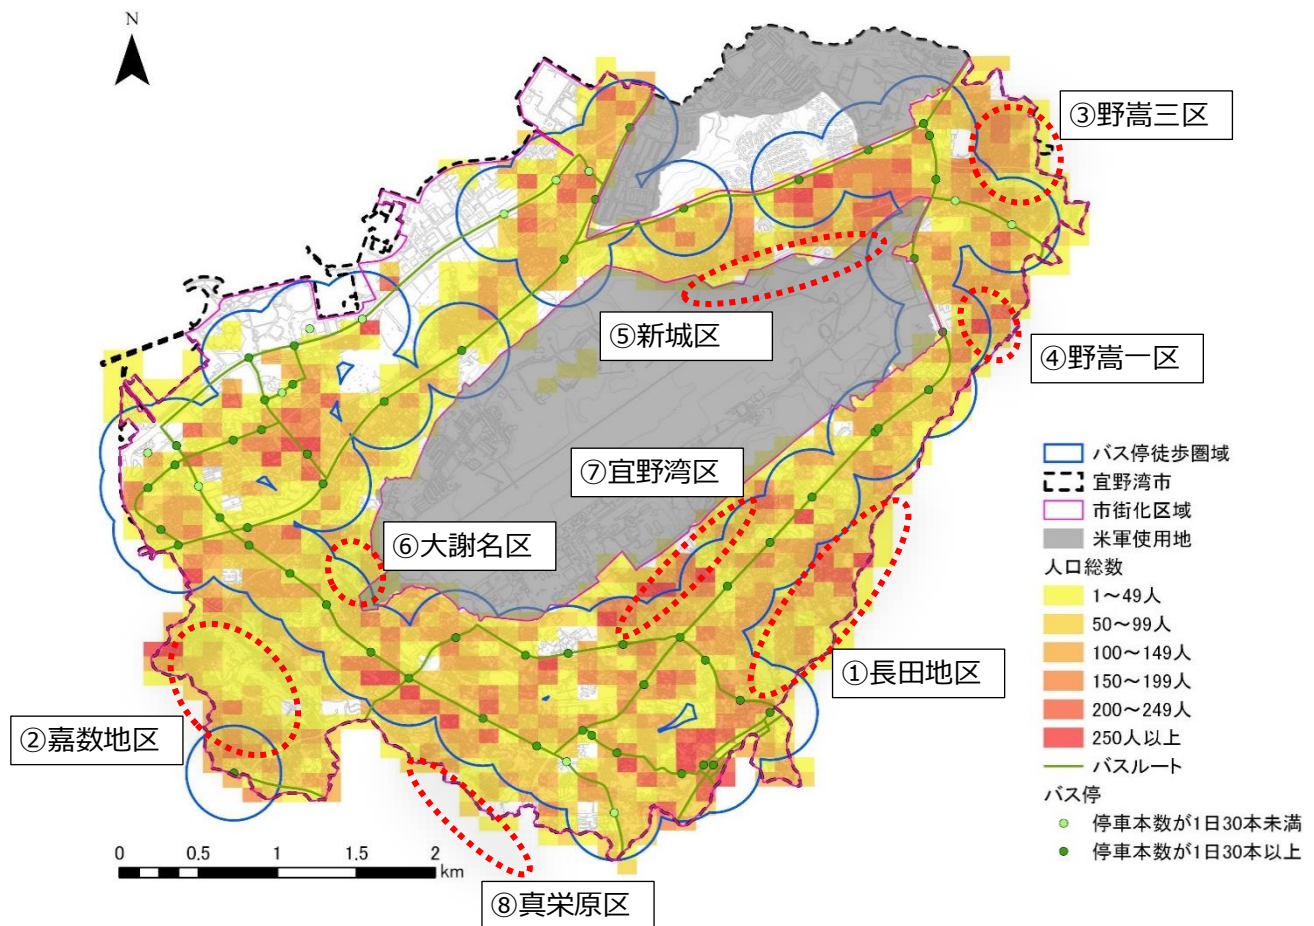 N
③野嵩三区
⑤新城区
④野嵩一区
⑦宜野湾区
⑥大謝名区
①長田地区
②嘉数地区
⑧真栄原区
バス停徒歩圏域
宜野湾市
市街化区域
米軍使用地
人口総数
1～49人
50～99人
100～149人
150～199人
200～249人
250人以上
バスルート
バス停
停車本数が1日30本未満
停車本数が1日30本以上
0 0.5 1 1.5 2
km